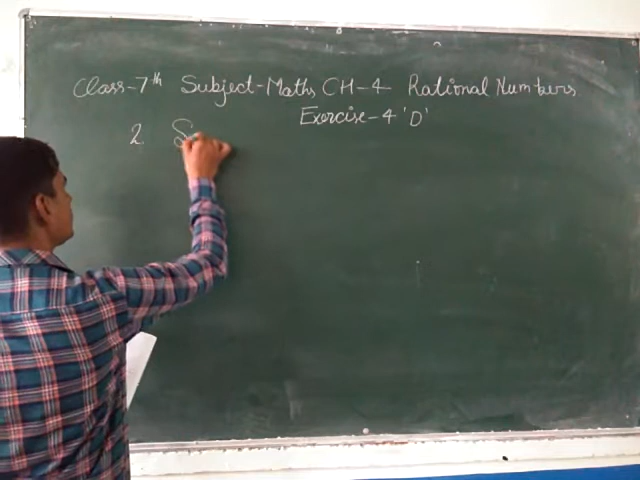 Class-7th Subject-Maths CH-4 Rational Numbers
Exercise-4 'D'
2 S